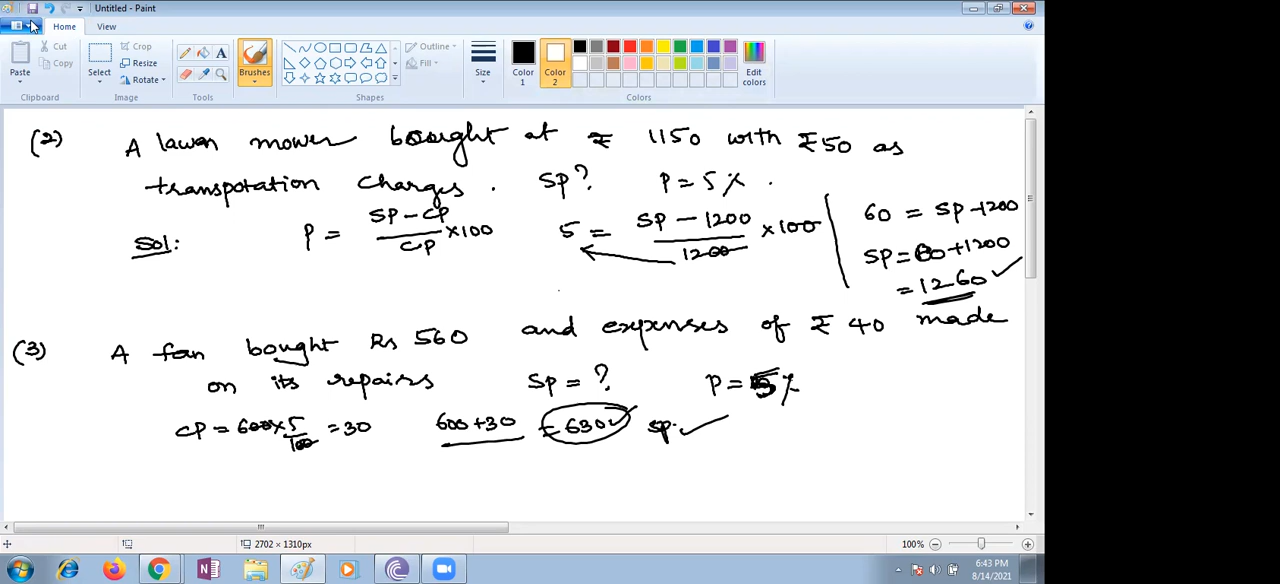 Untitled - Paint
Home View
Paste Cut Copy Select Crop Resize Rotate Brushes Outline Fill Size Color 1 Color 2 Edit colors
Clipboard Image Tools Shapes Colors
(2) A lawn mower bought at ₹ 1150 with ₹50 as
transpotation charges. SP? P = 5 %.
Sol: P = SP - CP / CP × 100 5 = SP - 1200 / 1200 × 100
60 = SP - 1200
SP = 60 + 1200
= 1260 ✓
(3) A fan bought Rs 560 and expenses of ₹ 40 made
on its repairs SP = ? P = 5 %
CP = 600 × 5 / 100 = 30 600 + 30 = 630 ✓ SP. ✓
2702 × 1310px 100%
6:43 PM
8/14/2021